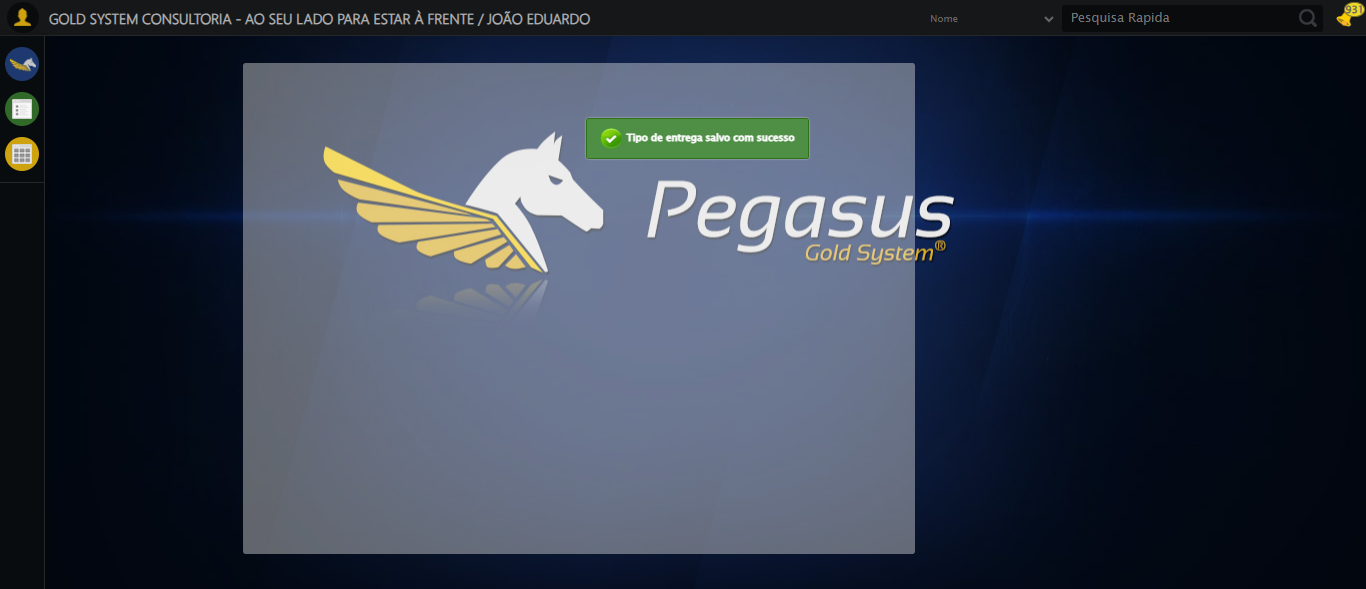 GOLD SYSTEM CONSULTORIA - AO SEU LADO PARA ESTAR À FRENTE / JOÃO EDUARDO
Nome
Pesquisa Rapida
931
Tipo de entrega salvo com sucesso
Pegasus
Gold System®